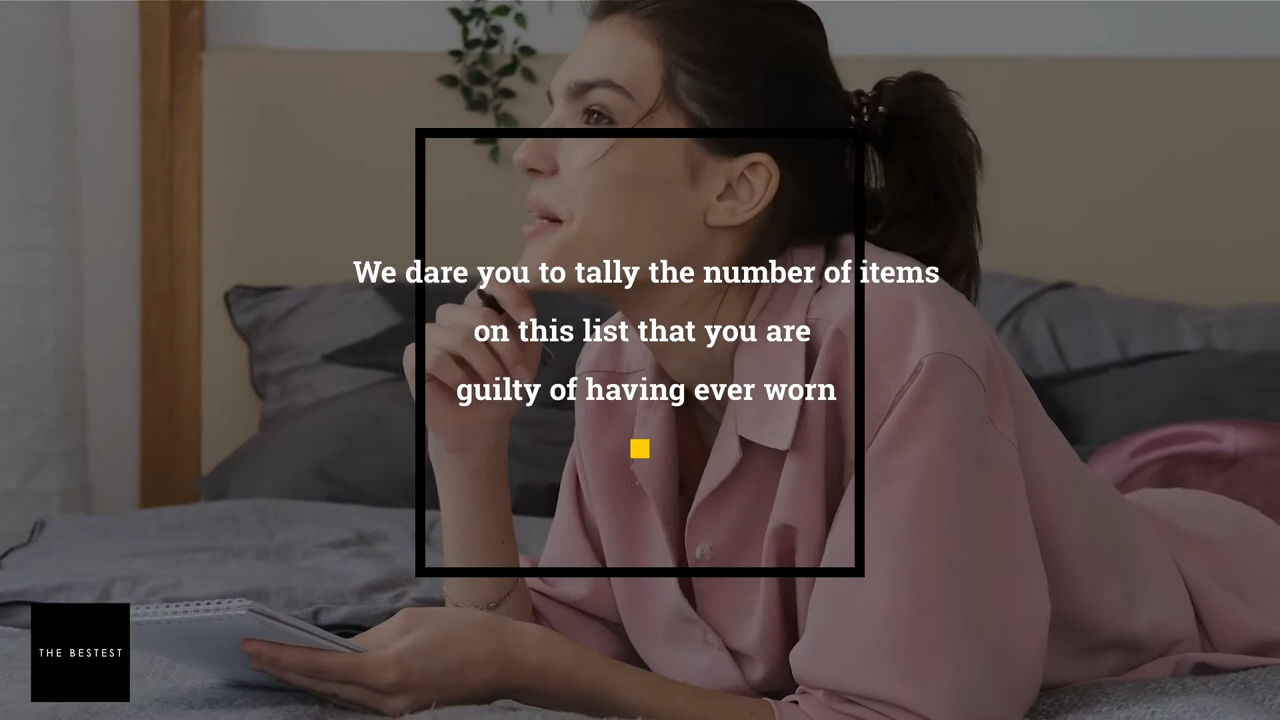 We dare you to tally the number of items
on this list that you are
guilty of having ever worn
THE BESTEST